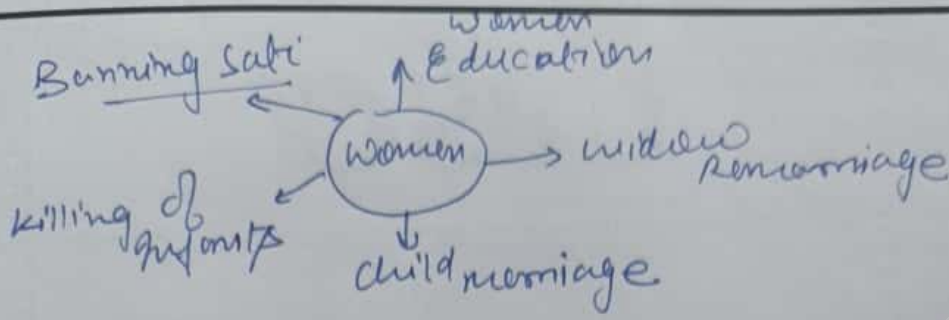 Women
Education
Banning Sati
Women
widow
Remarriage
Killing of
infants
Child marriage